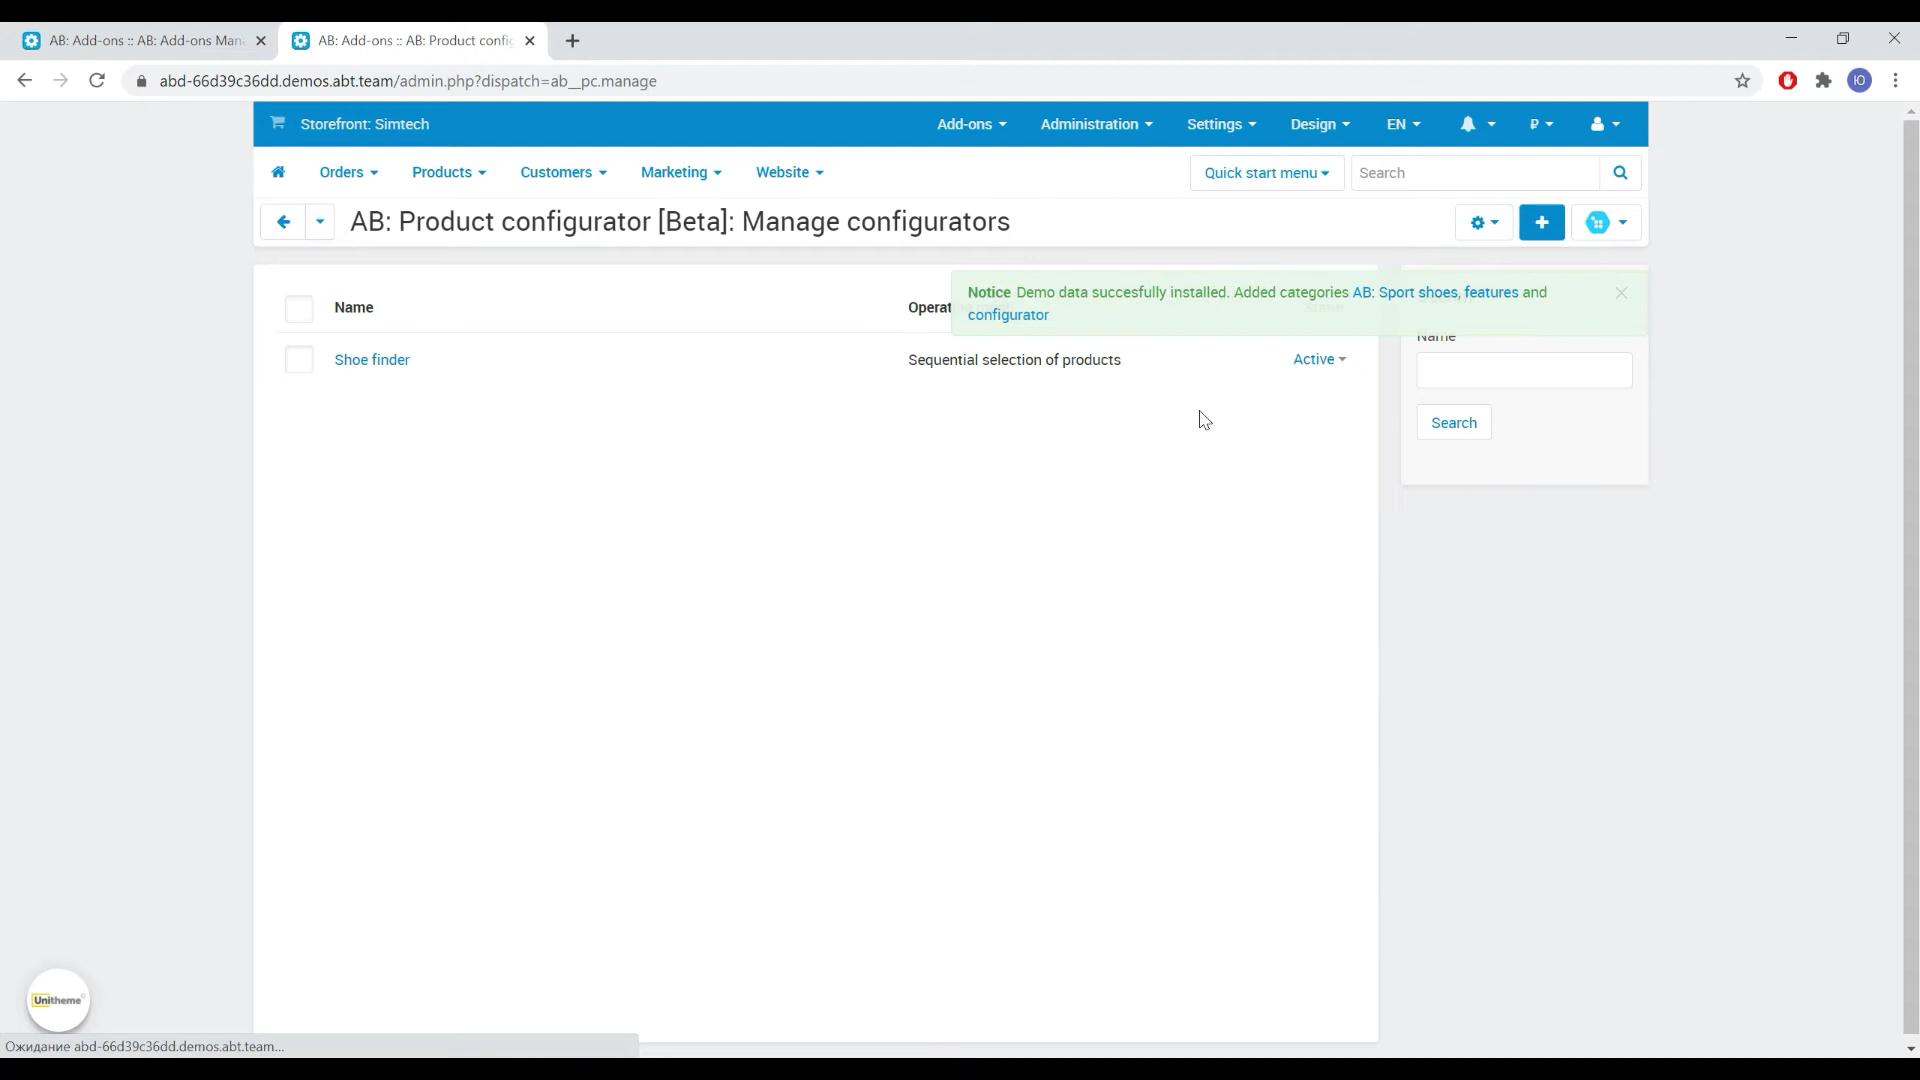 AB: Add-ons :: AB: Add-ons Man
AB: Add-ons :: AB: Product config
abd-66d39c36dd.demos.abt.team/admin.php?dispatch=ab__pc.manage
Ю
Storefront: Simtech
Add-ons
Administration
Settings
Design
EN
₽
Orders
Products
Customers
Marketing
Website
Quick start menu
Search
AB: Product configurator [Beta]: Manage configurators
Notice Demo data succesfully installed. Added categories AB: Sport shoes, features and
configurator
Name
Operat
Name
Shoe finder
Sequential selection of products
Active
Search
Unitheme
Ожидание abd-66d39c36dd.demos.abt.team...